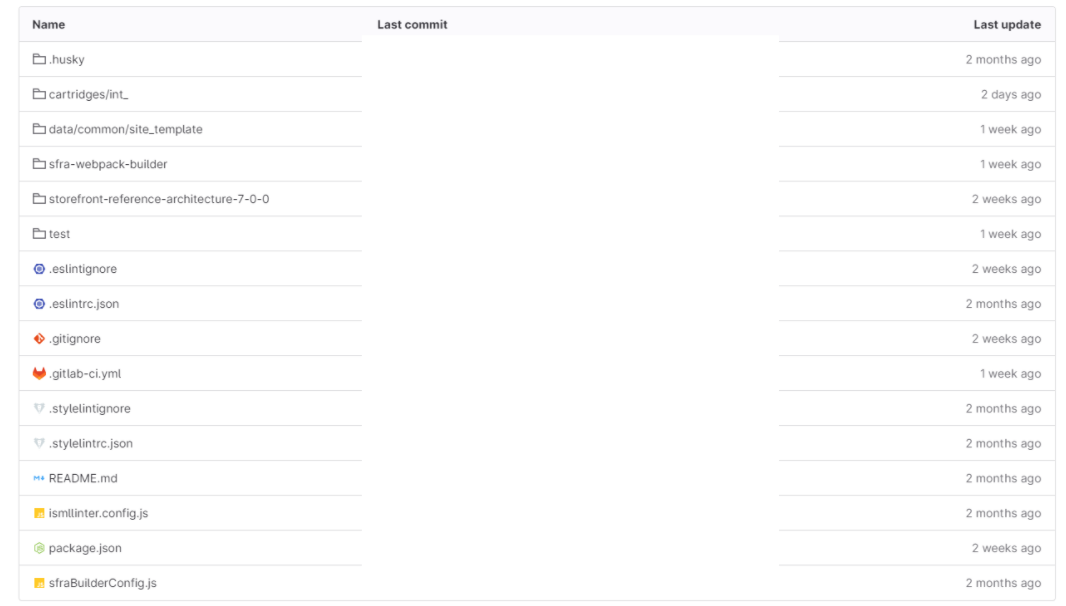 Name Last commit Last update
.husky 2 months ago
cartridges/int_ 2 days ago
data/common/site_template 1 week ago
sfra-webpack-builder 1 week ago
storefront-reference-architecture-7-0-0 2 weeks ago
test 1 week ago
.eslintignore 2 weeks ago
.eslintrc.json 2 months ago
.gitignore 2 weeks ago
.gitlab-ci.yml 1 week ago
.stylelintignore 2 months ago
.stylelintrc.json 2 months ago
README.md 2 months ago
ismllinter.config.js 2 months ago
package.json 2 weeks ago
sfraBuilderConfig.js 2 months ago